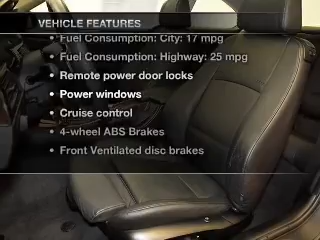 VEHICLE FEATURES
• Fuel Consumption: City: 17 mpg
• Fuel Consumption: Highway: 25 mpg
• Remote power door locks
• Power windows
• Cruise control
• 4-wheel ABS Brakes
• Front Ventilated disc brakes